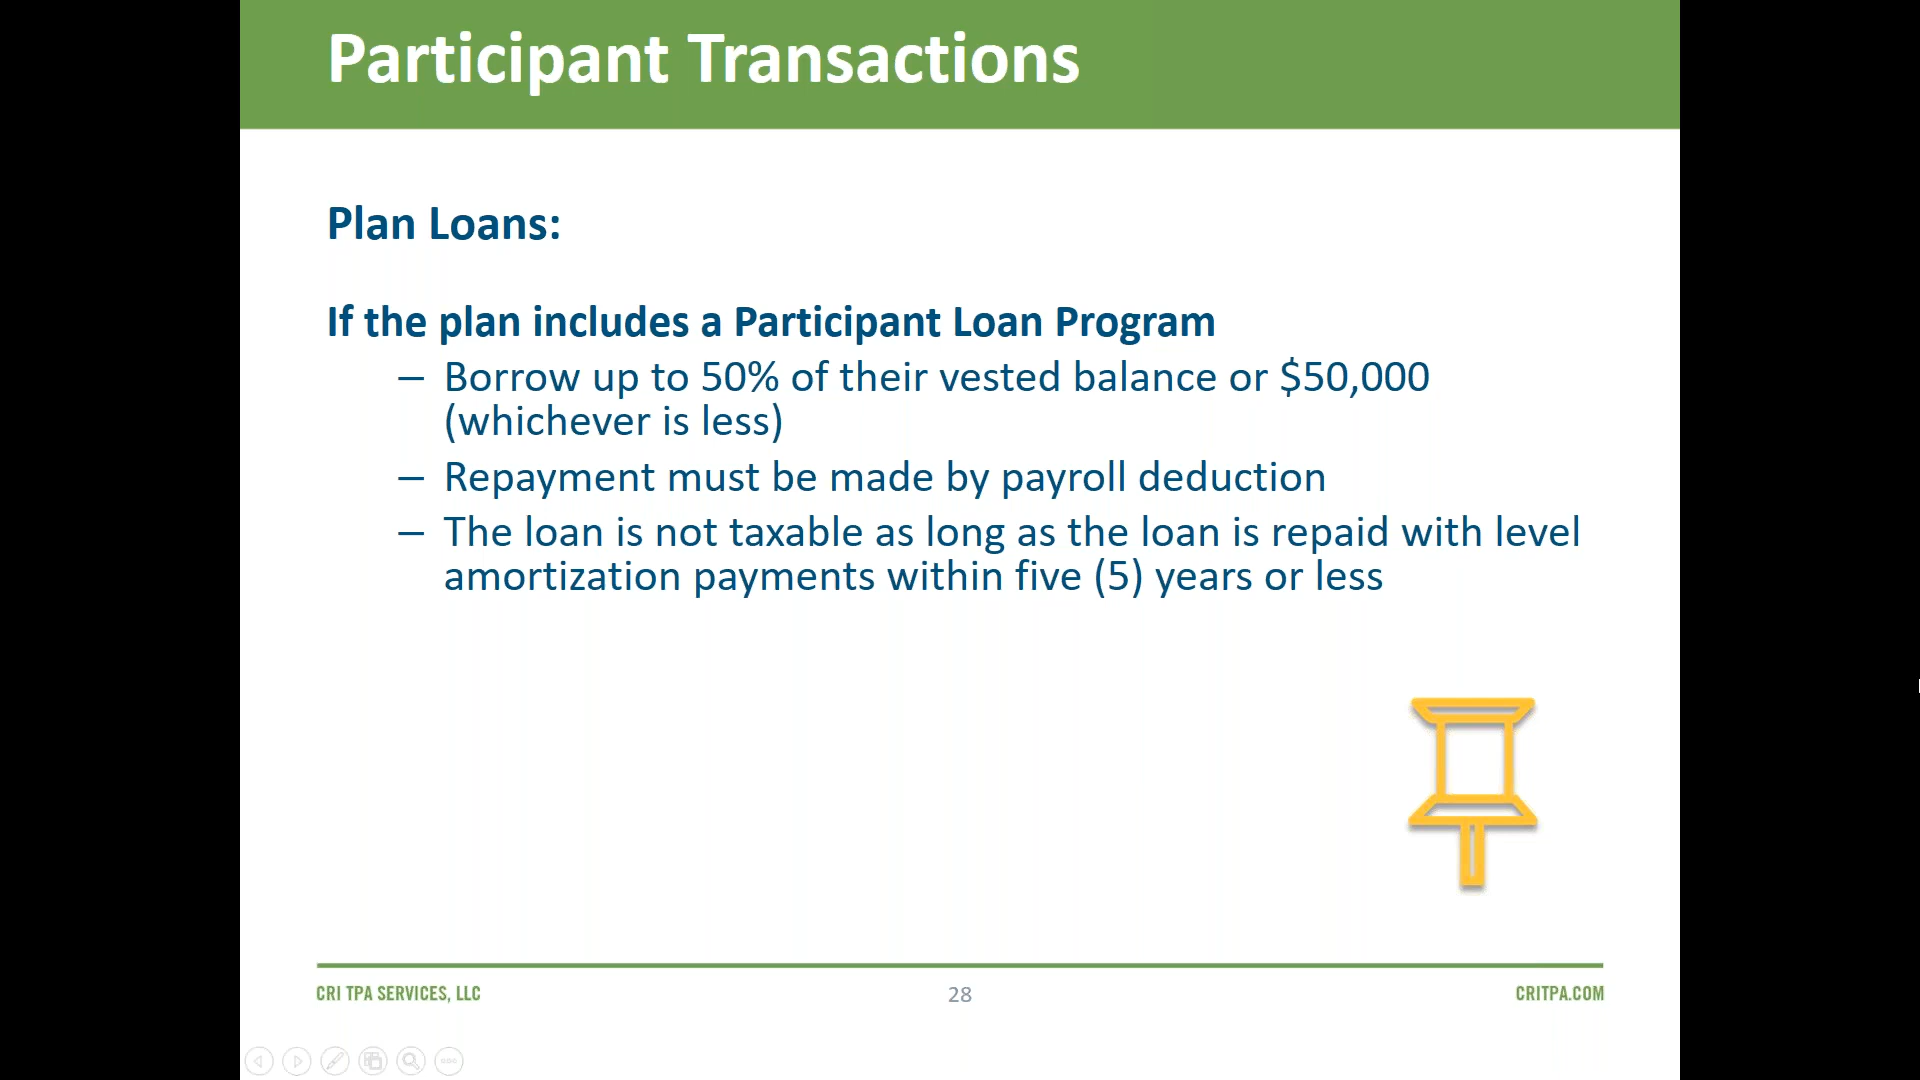 Participant Transactions
Plan Loans:
If the plan includes a Participant Loan Program
– Borrow up to 50% of their vested balance or $50,000
(whichever is less)
– Repayment must be made by payroll deduction
– The loan is not taxable as long as the loan is repaid with level
amortization payments within five (5) years or less
CRI TPA SERVICES, LLC
28
CRITPA.COM